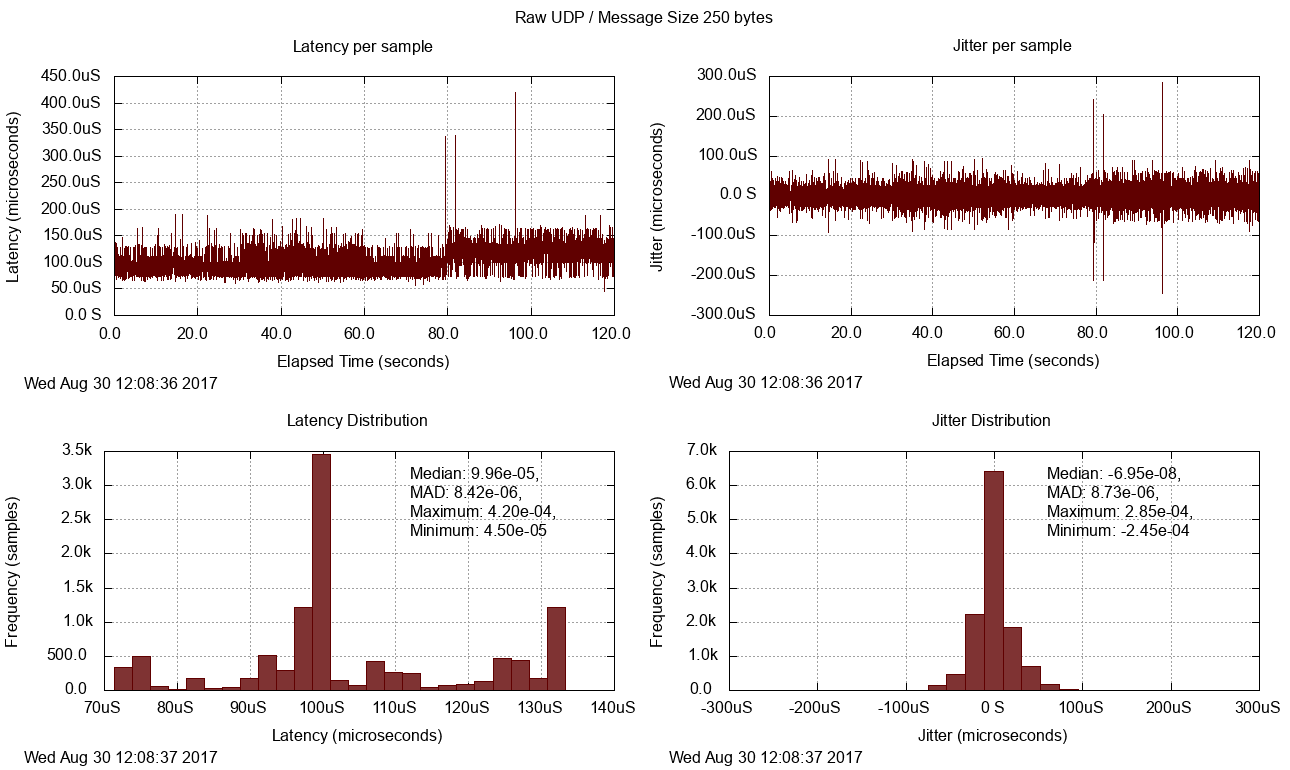 Raw UDP / Message Size 250 bytes
Latency per sample
450.0uS
400.0uS
350.0uS
300.0uS
250.0uS
200.0uS
150.0uS
100.0uS
50.0uS
0.0 S
Latency (microseconds)
0.0 20.0 40.0 60.0 80.0 100.0 120.0
Elapsed Time (seconds)
Wed Aug 30 12:08:36 2017
Jitter per sample
300.0uS
200.0uS
100.0uS
0.0 S
-100.0uS
-200.0uS
-300.0uS
Jitter (microseconds)
0.0 20.0 40.0 60.0 80.0 100.0 120.0
Elapsed Time (seconds)
Wed Aug 30 12:08:36 2017
Latency Distribution
3.5k
3.0k
2.5k
2.0k
1.5k
1.0k
500.0
0.0
Frequency (samples)
Median: 9.96e-05,
MAD: 8.42e-06,
Maximum: 4.20e-04,
Minimum: 4.50e-05
70uS 80uS 90uS 100uS 110uS 120uS 130uS 140uS
Latency (microseconds)
Wed Aug 30 12:08:37 2017
Jitter Distribution
7.0k
6.0k
5.0k
4.0k
3.0k
2.0k
1.0k
0.0
Frequency (samples)
Median: -6.95e-08,
MAD: 8.73e-06,
Maximum: 2.85e-04,
Minimum: -2.45e-04
-300uS -200uS -100uS 0 S 100uS 200uS 300uS
Jitter (microseconds)
Wed Aug 30 12:08:37 2017